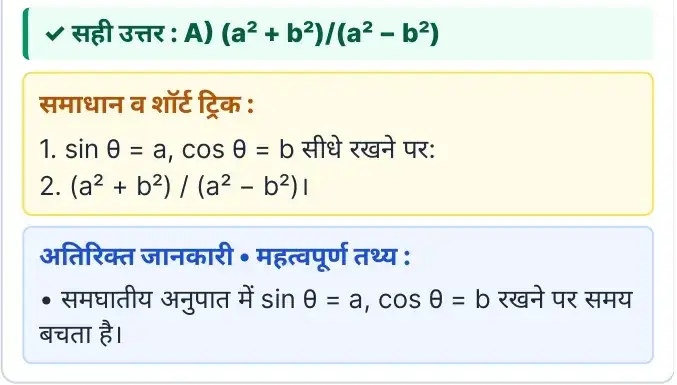 ✓ सही उत्तर : A) (a² + b²)/(a² – b²)
समाधान व शॉर्ट ट्रिक :
1. sin θ = a, cos θ = b सीधे रखने पर:
2. (a² + b²) / (a² – b²)।
अतिरिक्त जानकारी • महत्वपूर्ण तथ्य :
• समघातीय अनुपात में sin θ = a, cos θ = b रखने पर समय
बचता है।